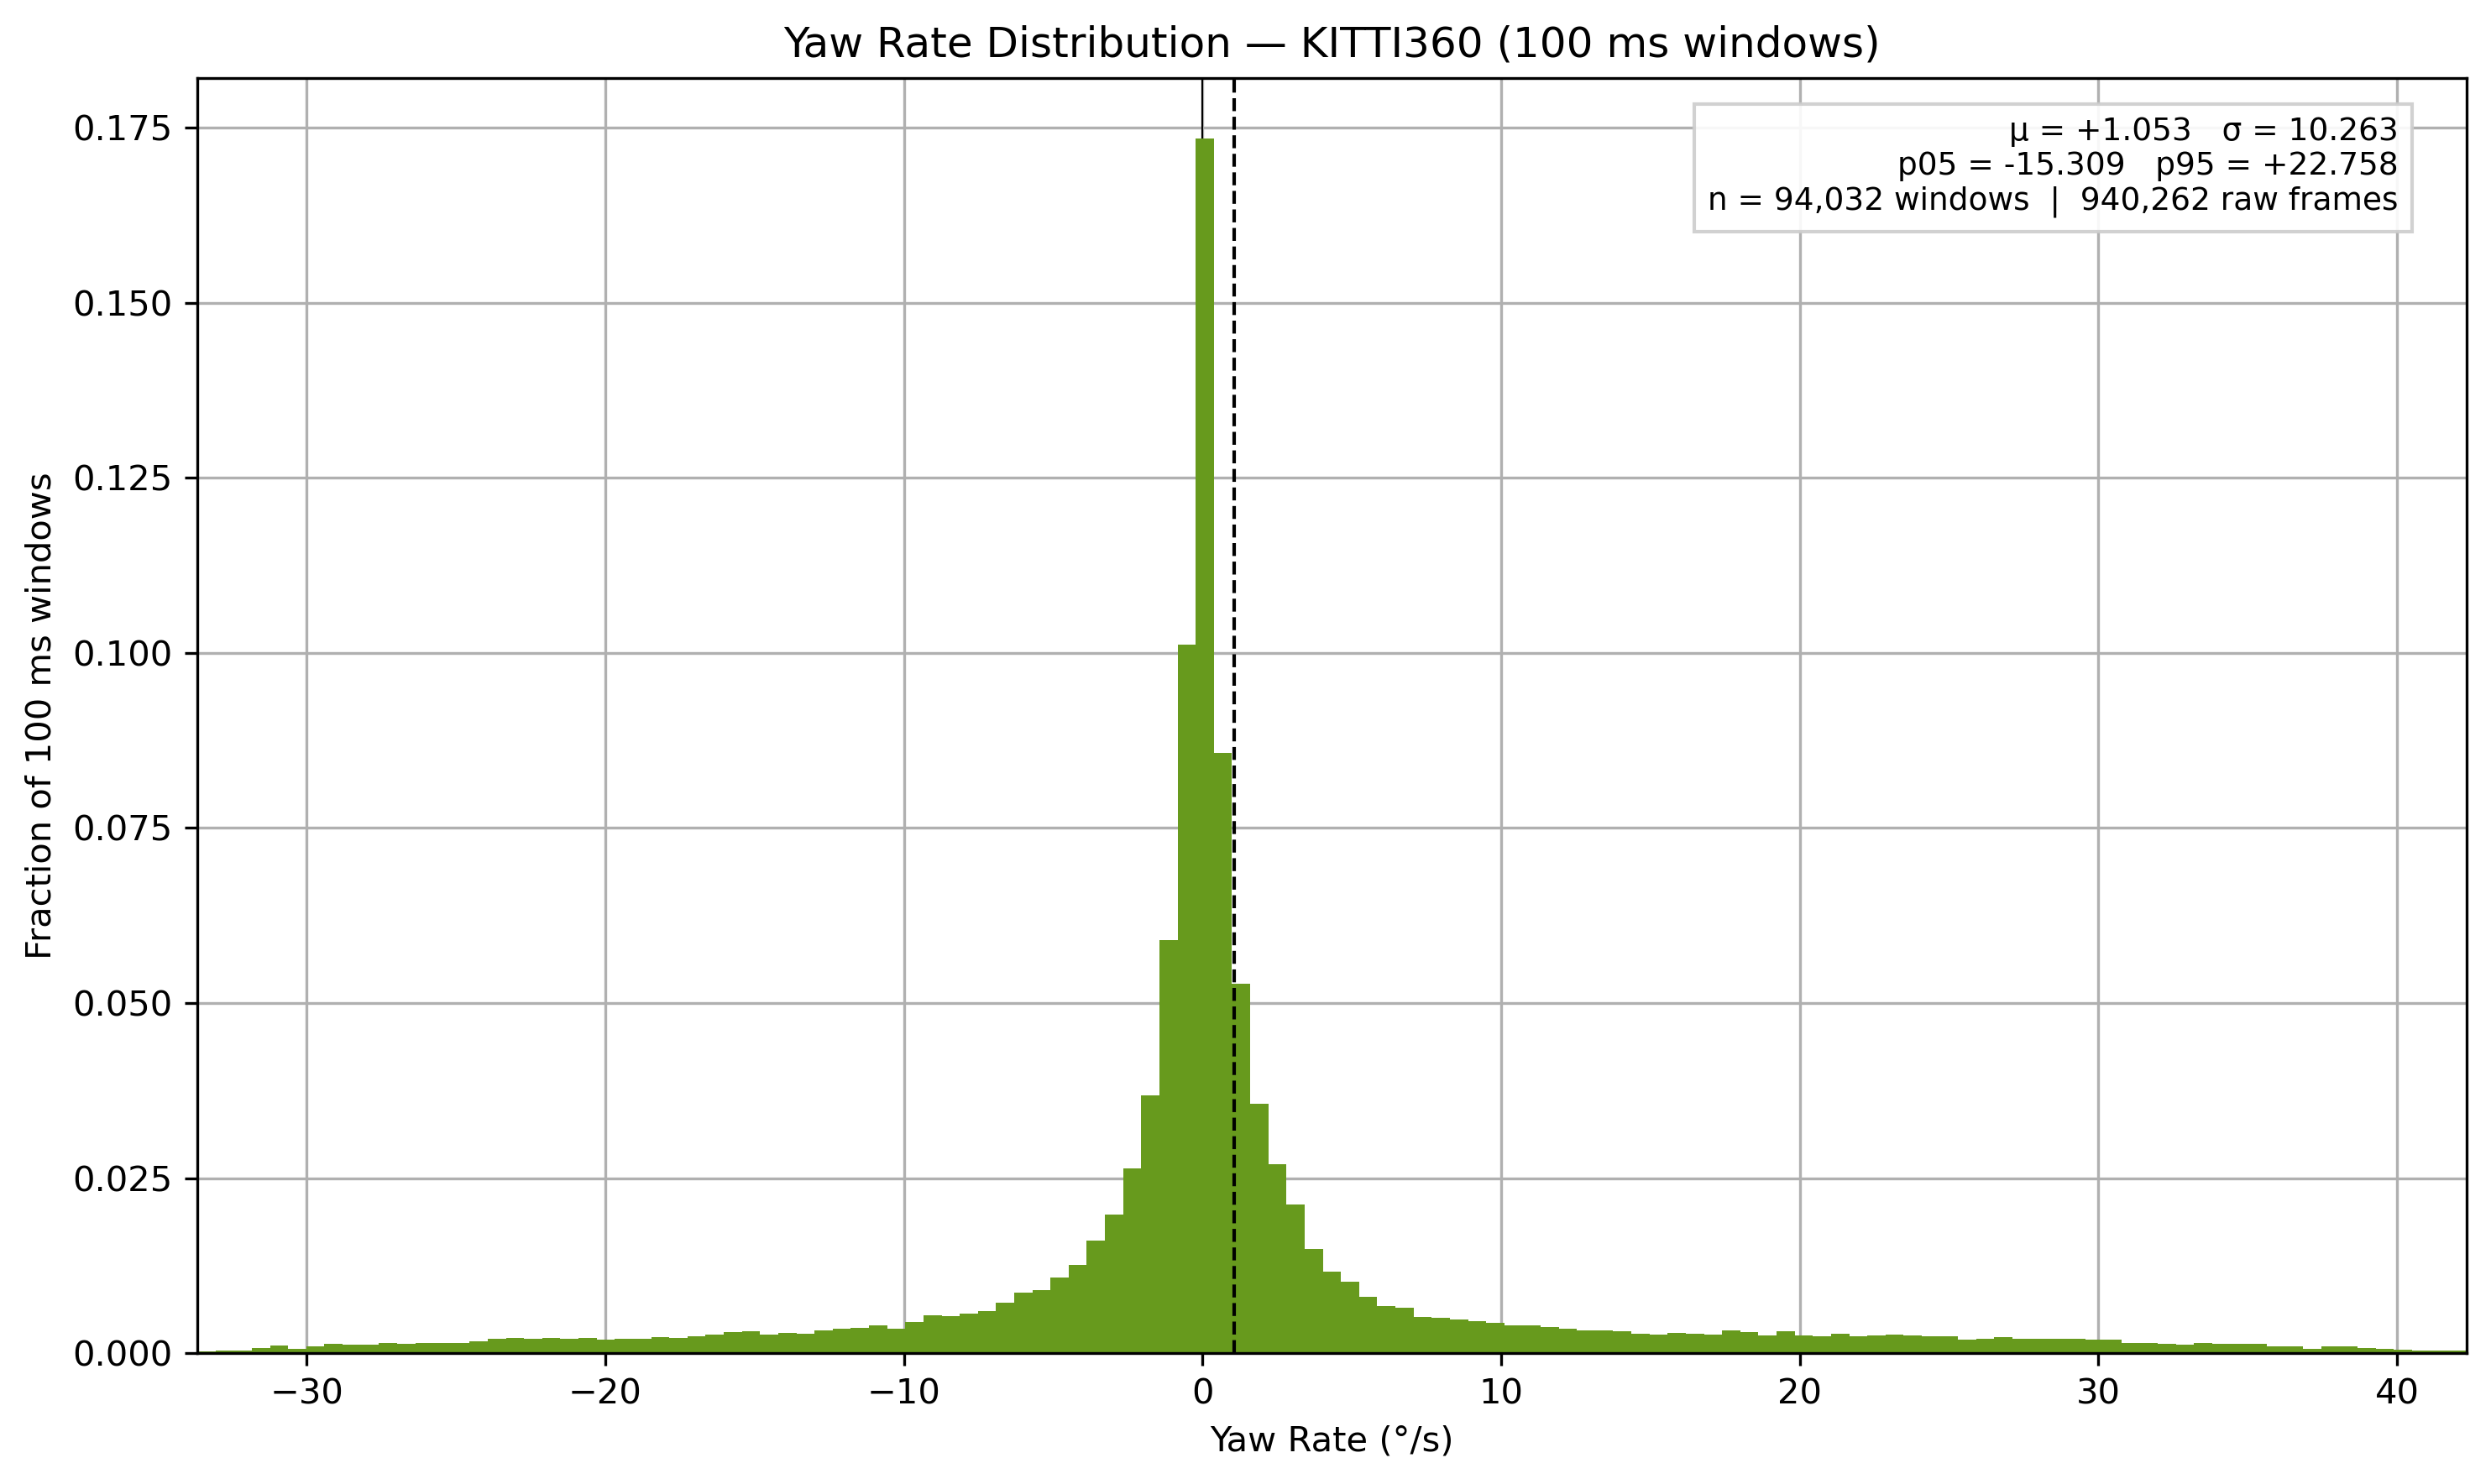 Yaw Rate Distribution — KITTI360 (100 ms windows)
μ = +1.053   σ = 10.263
p05 = -15.309   p95 = +22.758
n = 94,032 windows  |  940,262 raw frames
Fraction of 100 ms windows
0.175
0.150
0.125
0.100
0.075
0.050
0.025
0.000
−30
−20
−10
0
10
20
30
40
Yaw Rate (°/s)